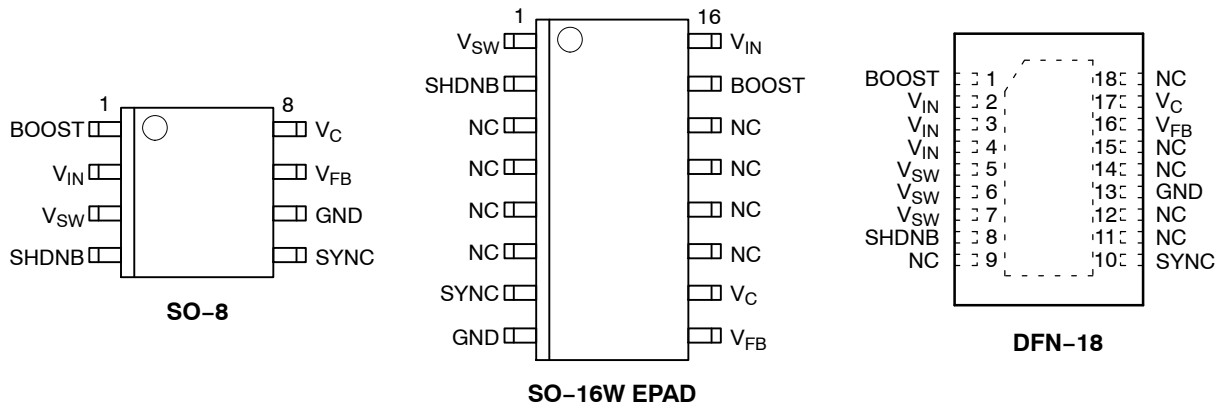 1 8
BOOST VC
VIN VFB
VSW GND
SHDNB SYNC
SO–8
1 16
VSW VIN
SHDNB BOOST
NC NC
NC NC
NC NC
NC NC
SYNC VC
GND VFB
SO–16W EPAD
BOOST 1 18 NC
VIN 2 17 VC
VIN 3 16 VFB
VIN 4 15 NC
VSW 5 14 NC
VSW 6 13 GND
VSW 7 12 NC
SHDNB 8 11 NC
NC 9 10 SYNC
DFN–18